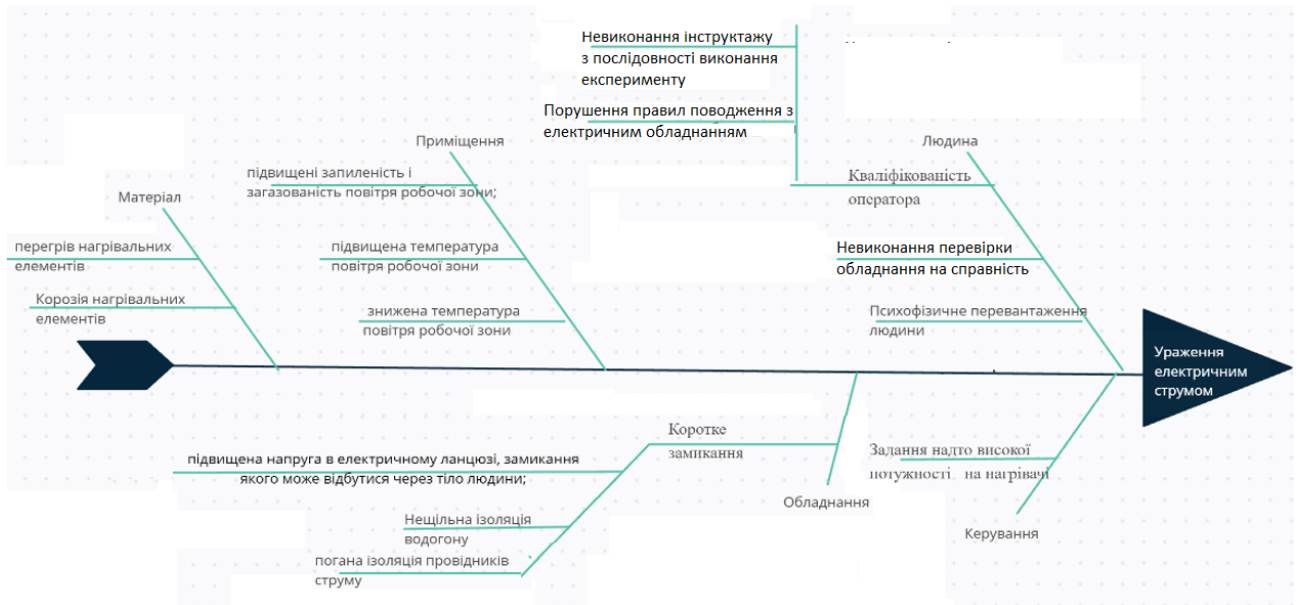 Невиконання інструктажу
з послідовності виконання
експерименту
Порушення правил поводження з
електричним обладнанням
Приміщення
Людина
підвищені запиленість і
загазованість повітря робочої зони;
Кваліфікованість
оператора
Матеріал
перегрів нагрівальних
елементів
підвищена температура
повітря робочої зони
Невиконання перевірки
обладнання на справність
Корозія нагрівальних
елементів
знижена температура
повітря робочої зони
Психофізичне перевантаження
людини
Ураження
електричним
струмом
Коротке
замикання
підвищена напруга в електричному ланцюзі, замикання
якого може відбутися через тіло людини;
Задання надто високої
потужності на нагрівачі
Обладнання
Нещільна ізоляція
водогону
Керування
погана ізоляція провідників
струму